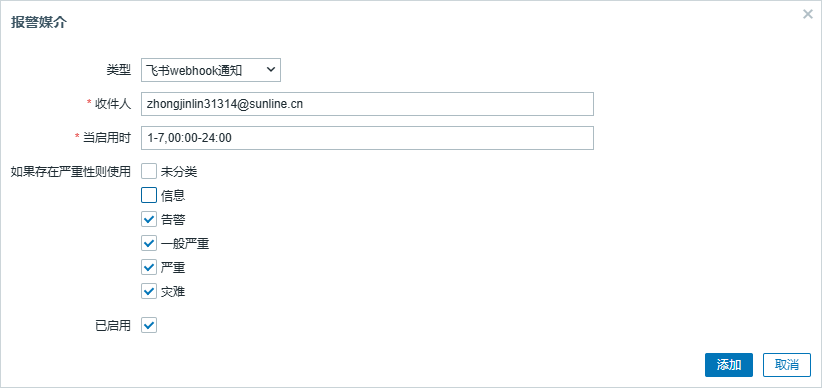 报警媒介
类型 飞书webhook通知
* 收件人 zhongjinlin31314@sunline.cn
* 当启用时 1-7,00:00-24:00
如果存在严重性则使用 未分类
信息
告警
一般严重
严重
灾难
已启用
添加 取消